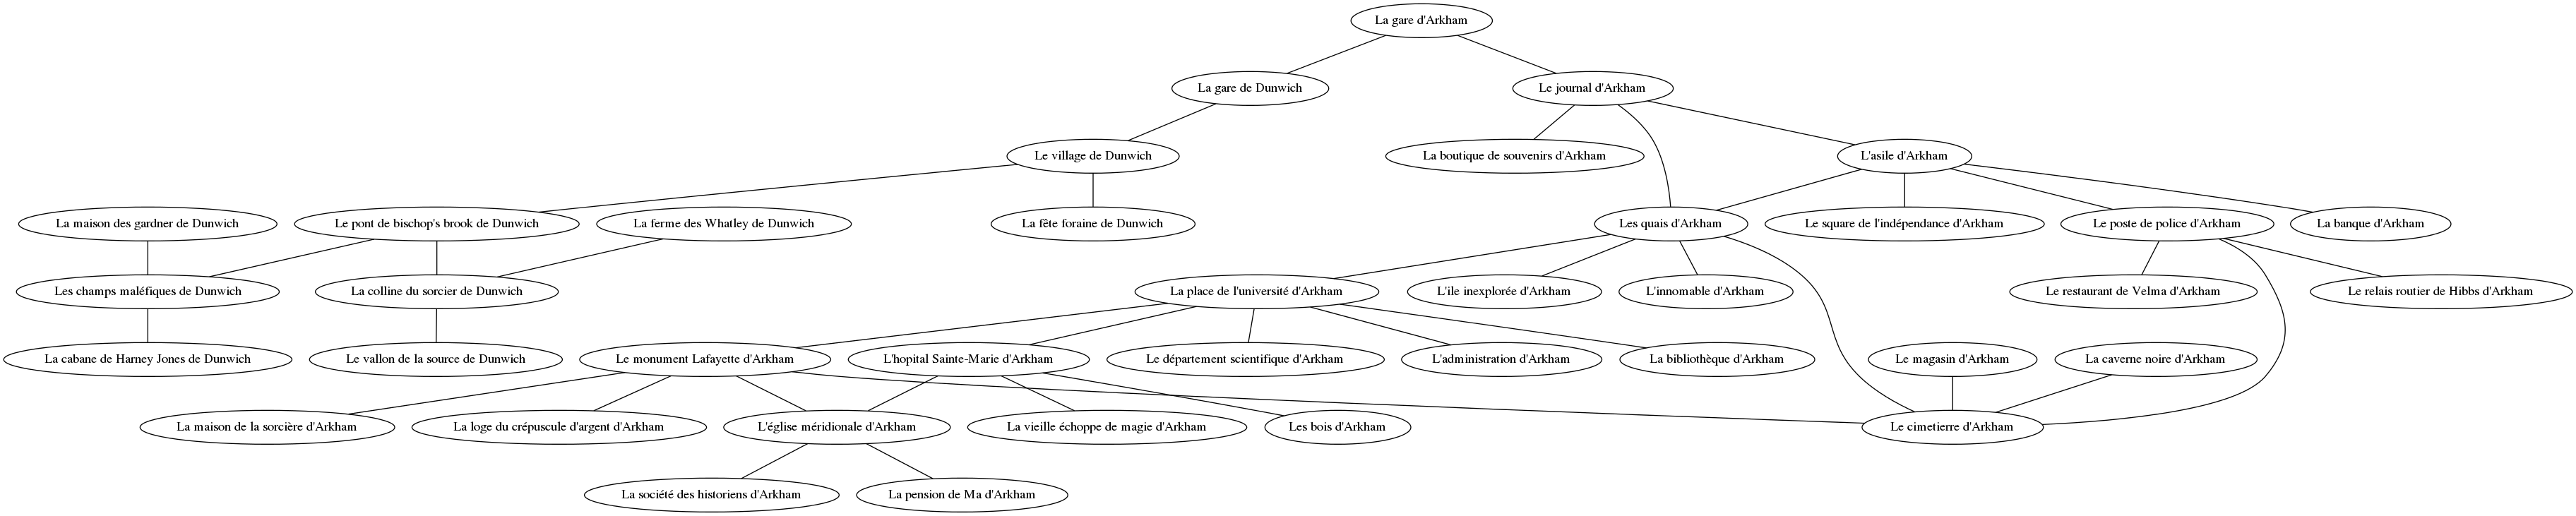 La gare d'Arkham
La gare de Dunwich
Le journal d'Arkham
Le village de Dunwich
La boutique de souvenirs d'Arkham
L'asile d'Arkham
La maison des gardner de Dunwich
Le pont de bischop's brook de Dunwich
La ferme des Whatley de Dunwich
La fête foraine de Dunwich
Les quais d'Arkham
Le square de l'indépendance d'Arkham
Le poste de police d'Arkham
La banque d'Arkham
Les champs maléfiques de Dunwich
La colline du sorcier de Dunwich
La place de l'université d'Arkham
L'ile inexplorée d'Arkham
L'innomable d'Arkham
Le restaurant de Velma d'Arkham
Le relais routier de Hibbs d'Arkham
La cabane de Harney Jones de Dunwich
Le vallon de la source de Dunwich
Le monument Lafayette d'Arkham
L'hopital Sainte-Marie d'Arkham
Le département scientifique d'Arkham
L'administration d'Arkham
La bibliothèque d'Arkham
Le magasin d'Arkham
La caverne noire d'Arkham
La maison de la sorcière d'Arkham
La loge du crépuscule d'argent d'Arkham
L'église méridionale d'Arkham
La vieille échoppe de magie d'Arkham
Les bois d'Arkham
Le cimetierre d'Arkham
La société des historiens d'Arkham
La pension de Ma d'Arkham